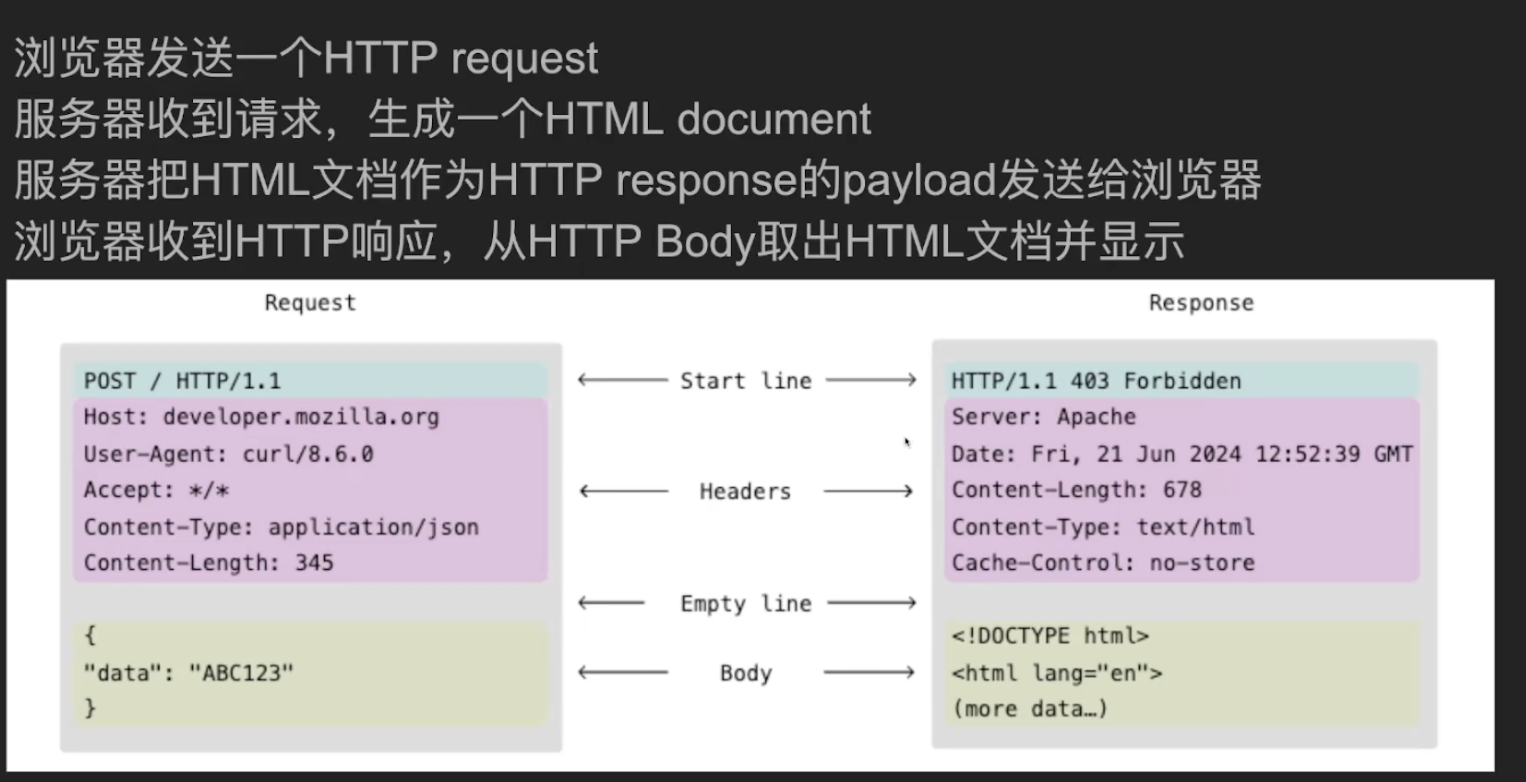 浏览器发送一个HTTP request
服务器收到请求，生成一个HTML document
服务器把HTML文档作为HTTP response的payload发送给浏览器
浏览器收到HTTP响应，从HTTP Body取出HTML文档并显示
Request
POST / HTTP/1.1
Host: developer.mozilla.org
User-Agent: curl/8.6.0
Accept: */*
Content-Type: application/json
Content-Length: 345
{
"data": "ABC123"
}
Start line
Headers
Empty line
Body
Response
HTTP/1.1 403 Forbidden
Server: Apache
Date: Fri, 21 Jun 2024 12:52:39 GMT
Content-Length: 678
Content-Type: text/html
Cache-Control: no-store
<!DOCTYPE html>
<html lang="en">
(more data…)